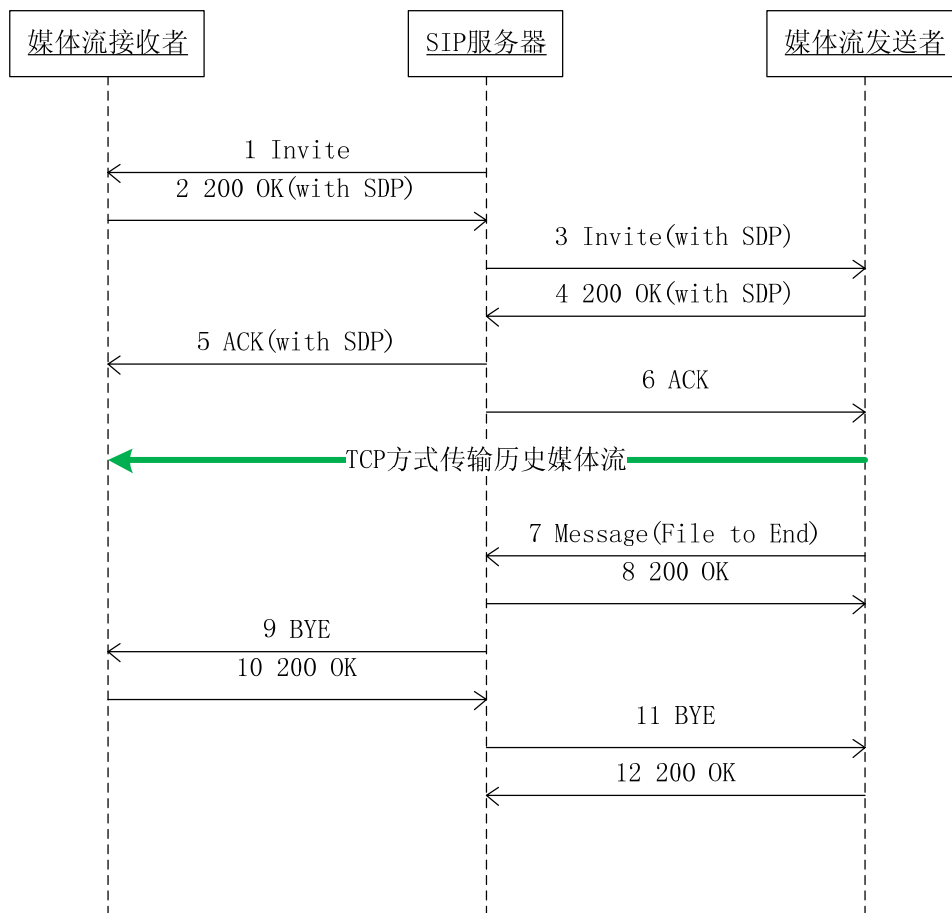 媒体流接收者
SIP服务器
媒体流发送者
1 Invite
2 200 OK(with SDP)
3 Invite(with SDP)
4 200 OK(with SDP)
5 ACK(with SDP)
6 ACK
TCP方式传输历史媒体流
7 Message(File to End)
8 200 OK
9 BYE
10 200 OK
11 BYE
12 200 OK